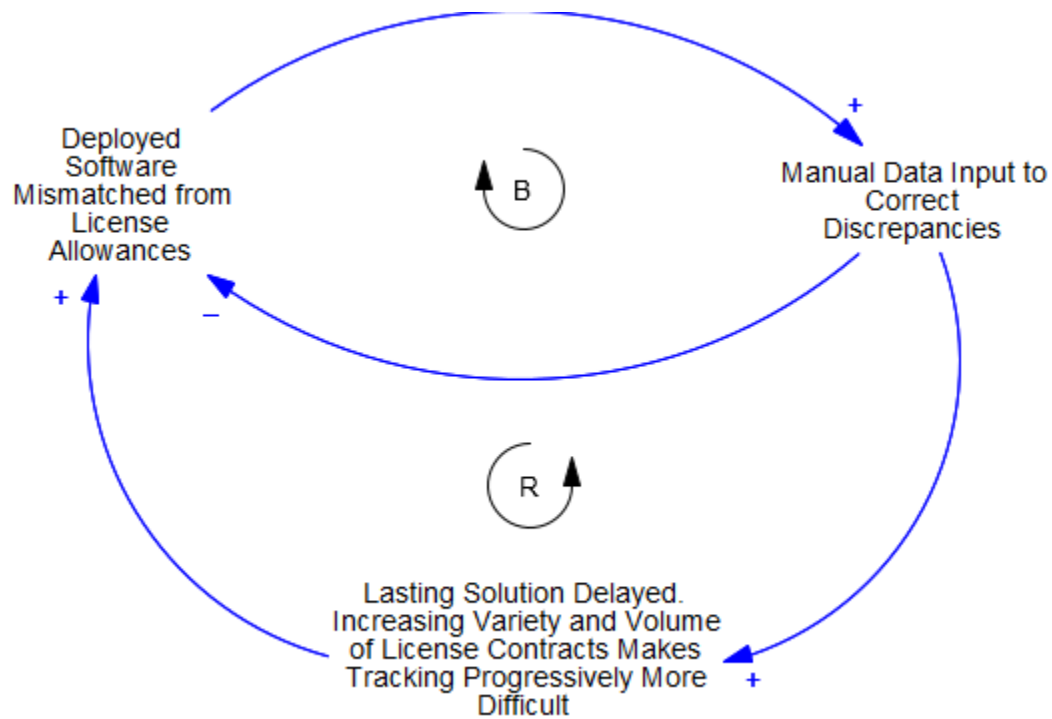 Deployed
Software
Mismatched from
License
Allowances
+
–
+
Manual Data Input to
Correct
Discrepancies
B
R
Lasting Solution Delayed.
Increasing Variety and Volume
of License Contracts Makes
Tracking Progressively More
Difficult
+